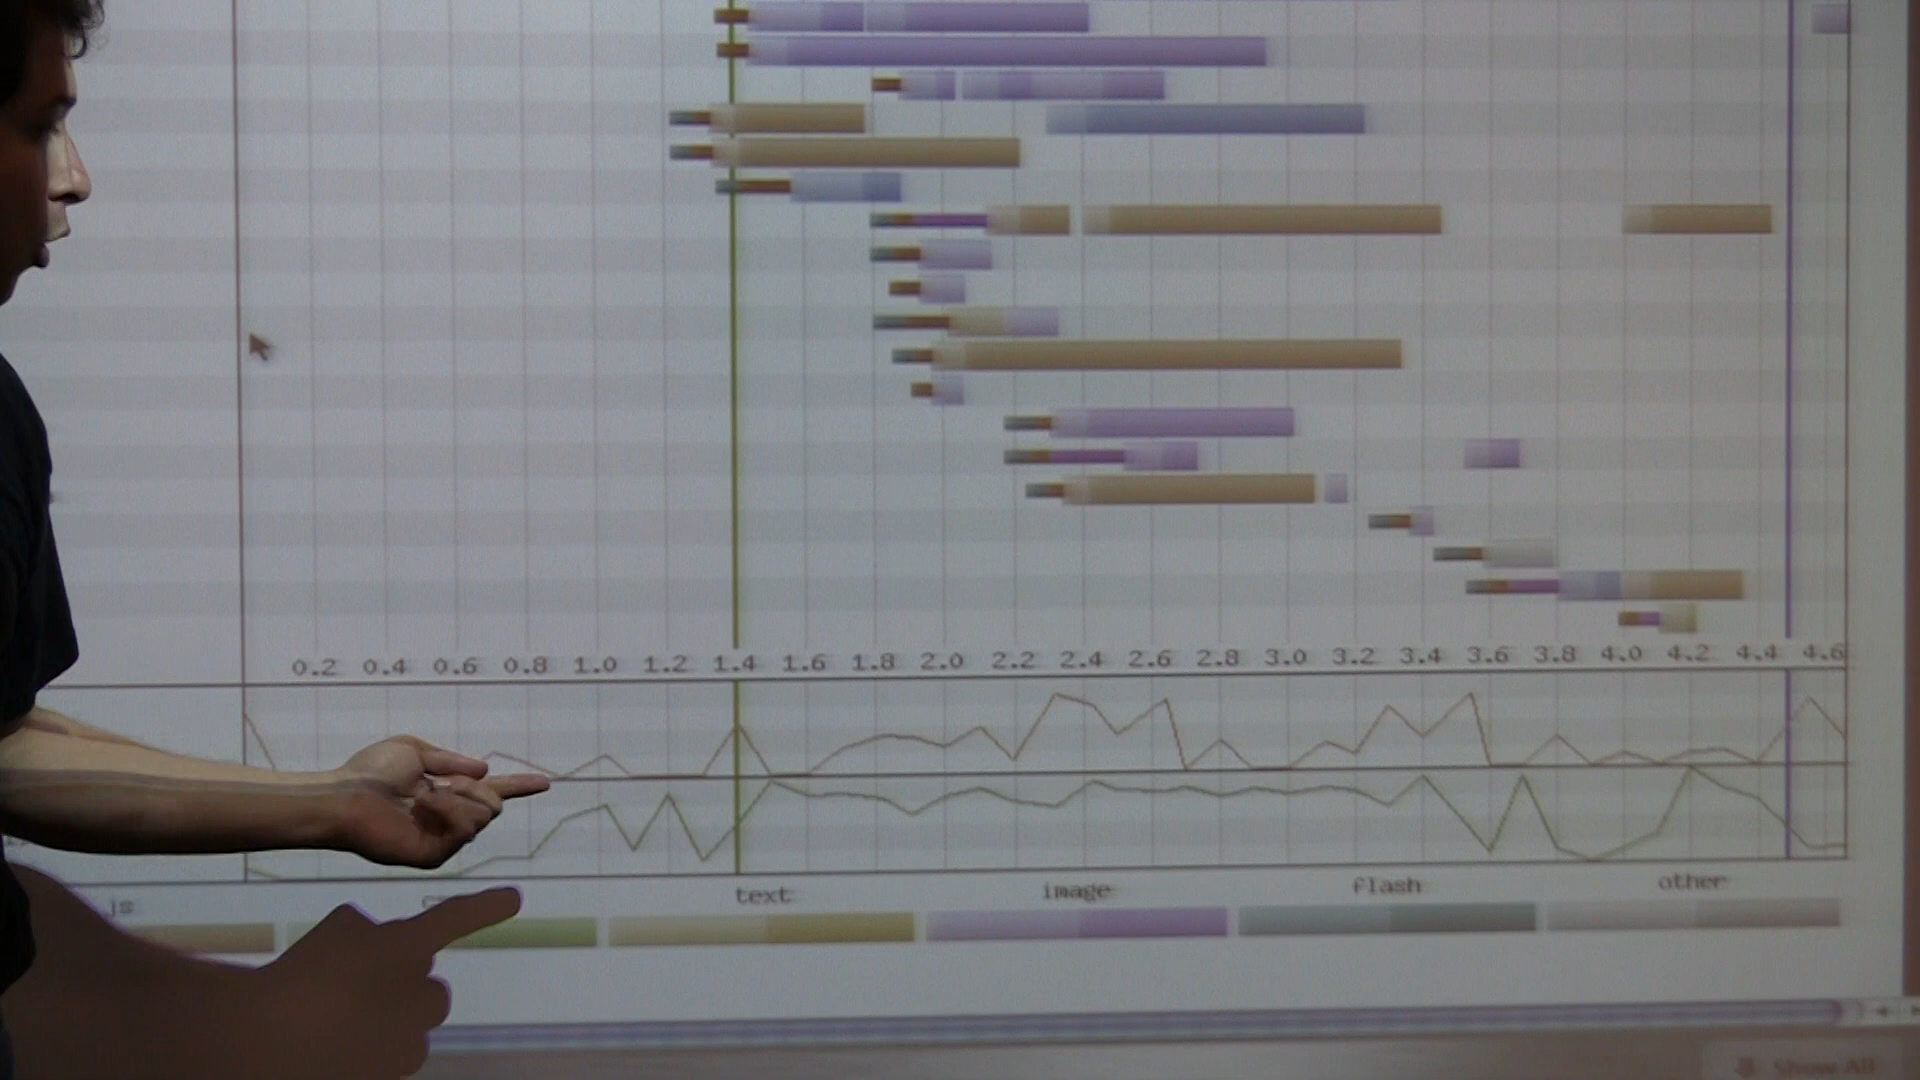 0.2 0.4 0.6 0.8 1.0 1.2 1.4 1.6 1.8 2.0 2.2 2.4 2.6 2.8 3.0 3.2 3.4 3.6 3.8 4.0 4.2 4.4 4.6
js text image flash other
Show All